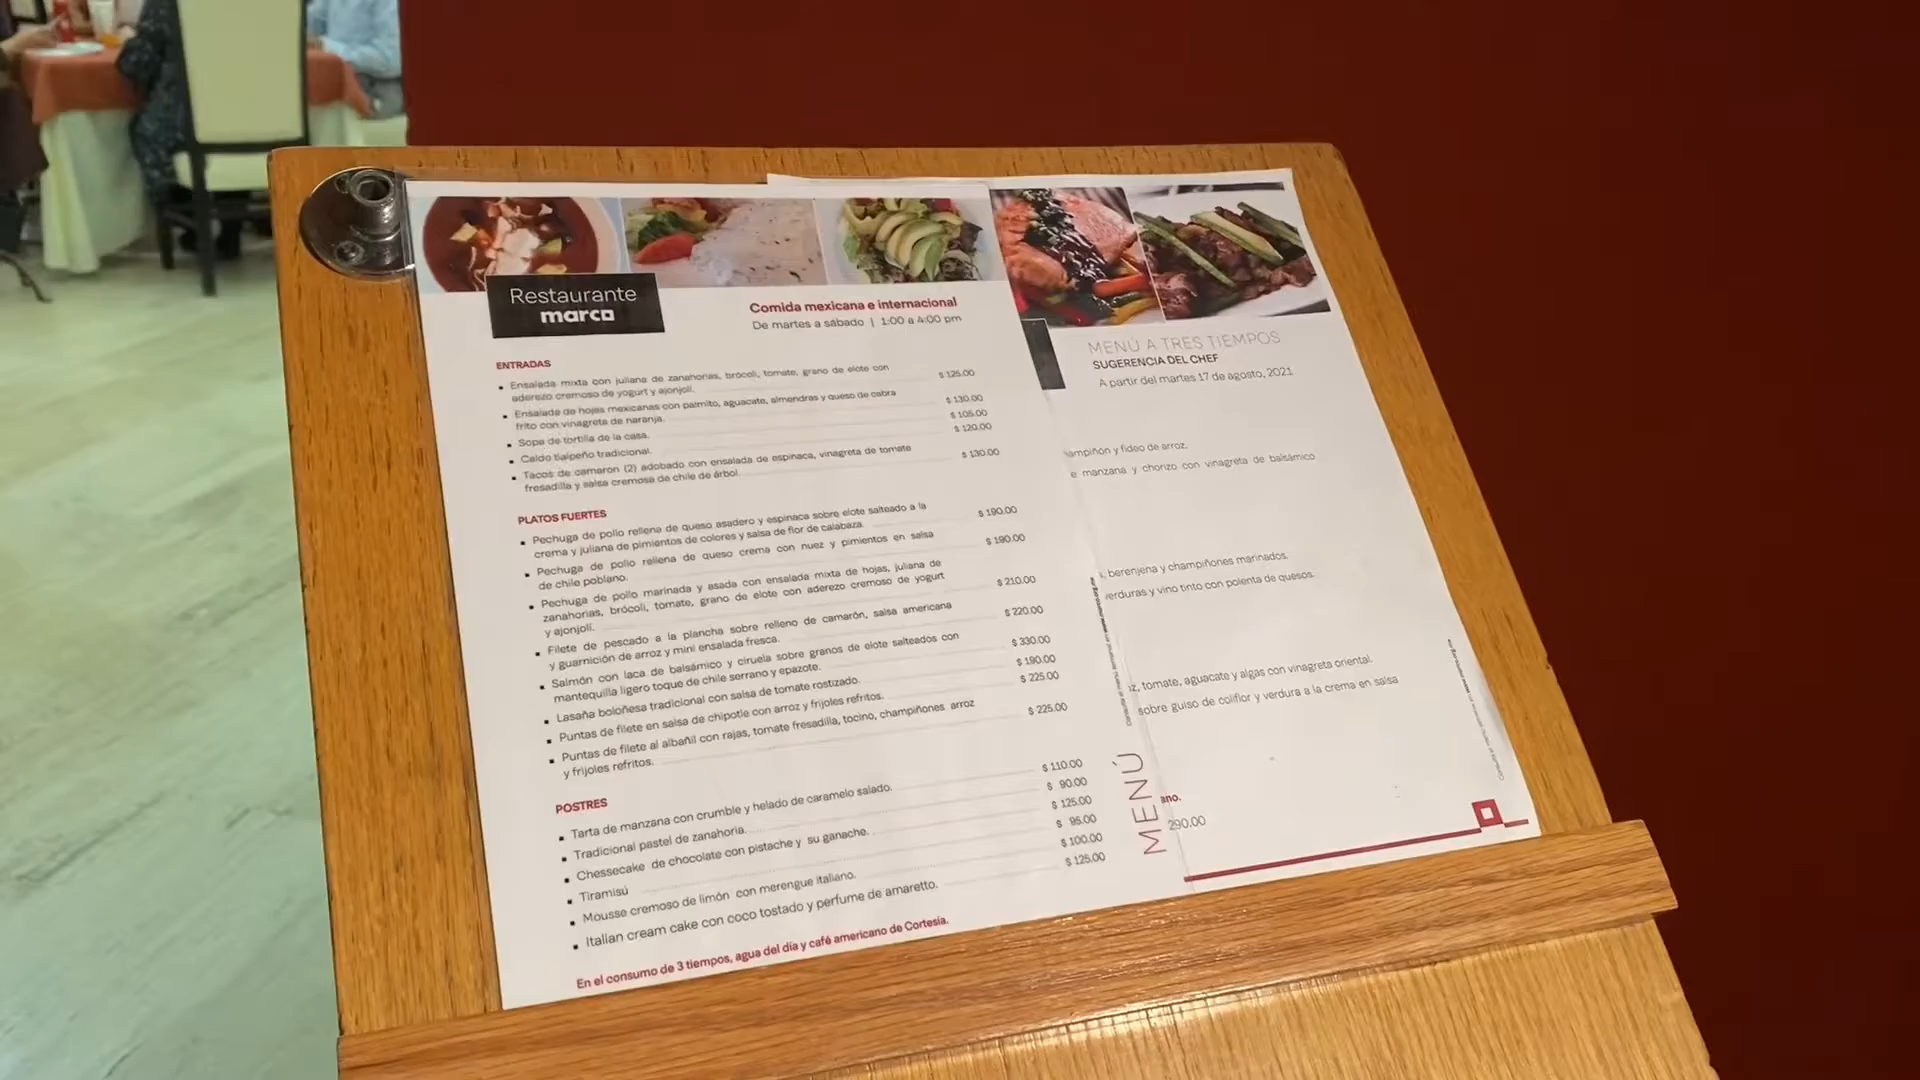 Restaurante
marco
Comida mexicana e internacional
De martes a sábado | 1:00 a 4:00 pm
ENTRADAS
Ensalada mixta con juliana de zanahorias, brócoli, tomate, grano de elote con
aderezo cremoso de yogurt y ajonjolí. $ 125.00
Ensalada de hojas mexicanas con palmito, aguacate, almendras y queso de cabra
frito con vinagreta de naranja. $ 130.00
Sopa de tortilla de la casa. $ 105.00
Caldo tlalpeño tradicional. $ 120.00
Tacos de camaron (2) adobado con ensalada de espinaca, vinagreta de tomate
fresadilla y salsa cremosa de chile de árbol. $ 130.00
PLATOS FUERTES
Pechuga de pollo rellena de queso asadero y espinaca sobre elote salteado a la
crema y juliana de pimientos de colores y salsa de flor de calabaza. $ 190.00
Pechuga de pollo rellena de queso crema con nuez y pimientos en salsa
de chile poblano. $ 190.00
Pechuga de pollo marinada y asada con ensalada mixta de hojas, juliana de
zanahorias, brócoli, tomate, grano de elote con aderezo cremoso de yogurt
y ajonjolí. $ 210.00
Filete de pescado a la plancha sobre relleno de camarón, salsa americana
y guarnición de arroz y mini ensalada fresca. $ 220.00
Salmón con laca de balsámico y ciruela sobre granos de elote salteados con
mantequilla ligero toque de chile serrano y epazote. $ 330.00
Lasaña boloñesa tradicional con salsa de tomate rostizado. $ 190.00
Puntas de filete en salsa de chipotle con arroz y frijoles refritos. $ 225.00
Puntas de filete al albañil con rajas, tomate fresadilla, tocino, champiñones arroz
y frijoles refritos. $ 225.00
POSTRES
Tarta de manzana con crumble y helado de caramelo salado. $ 110.00
Tradicional pastel de zanahoria. $ 90.00
Chessecake de chocolate con pistache y su ganache. $ 125.00
Tiramisú $ 95.00
Mousse cremoso de limón con merengue italiano. $ 100.00
Italian cream cake con coco tostado y perfume de amaretto. $ 125.00
En el consumo de 3 tiempos, agua del día y café americano de Cortesía.
MENÚ
MENÚ A TRES TIEMPOS
SUGERENCIA DEL CHEF
A partir del martes 17 de agosto, 2021
ampiñon y fideo de arroz.
e manzana y chorizo con vinagreta de balsámico
, berenjena y champiñones marinados.
erduras y vino tinto con polenta de quesos.
z, tomate, aguacate y algas con vinagreta oriental.
sobre guiso de coliflor y verdura a la crema en salsa
ano.
290.00